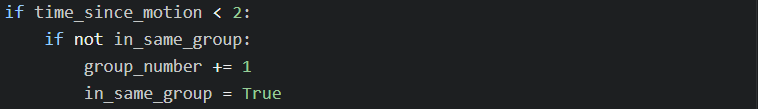 if time_since_motion < 2:
    if not in_same_group:
        group_number += 1
        in_same_group = True